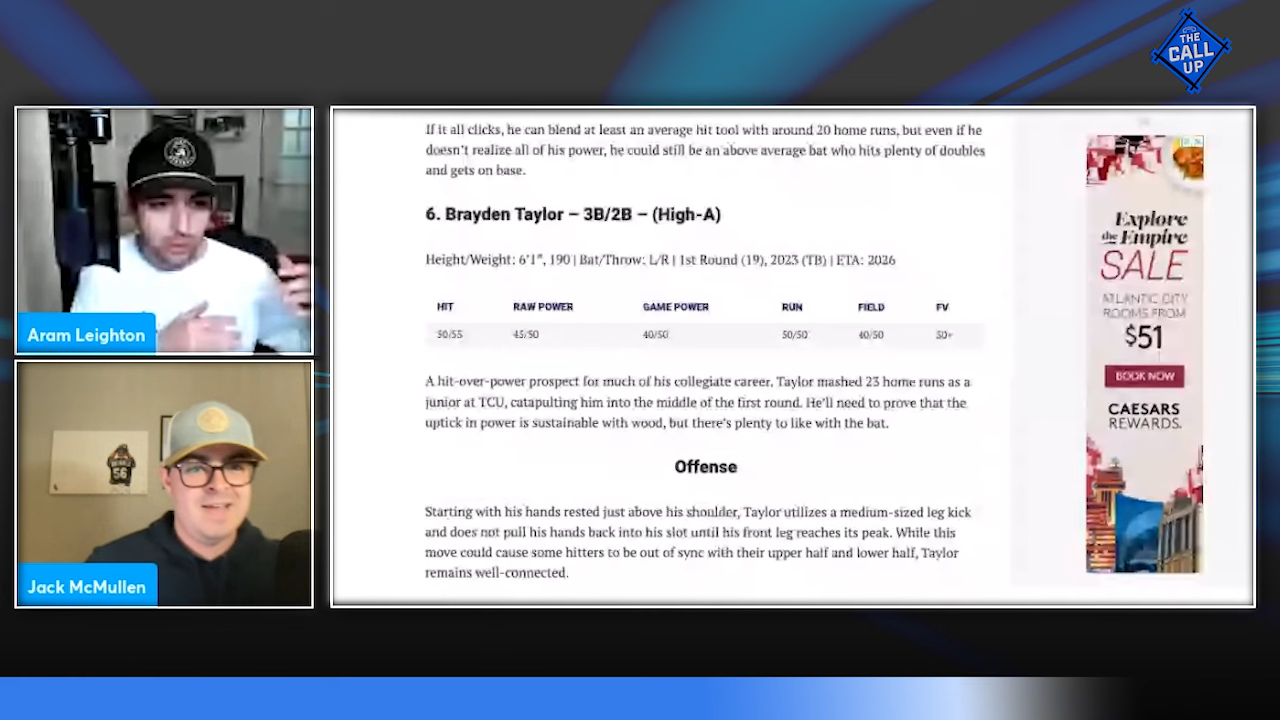 THE
CALL
UP
If it all clicks, he can blend at least an average hit tool with around 20 home runs, but even if he
doesn't realize all of his power, he could still be an above average bat who hits plenty of doubles
and gets on base.
6. Brayden Taylor – 3B/2B – (High-A)
Height/Weight: 6'1", 190 | Bat/Throw: L/R | 1st Round (19), 2023 (TB) | ETA: 2026
HIT RAW POWER GAME POWER RUN FIELD FV
50/55 45/50 40/50 50/50 40/50 50+
A hit-over-power prospect for much of his collegiate career, Taylor mashed 23 home runs as a
junior at TCU, catapulting him into the middle of the first round. He'll need to prove that the
uptick in power is sustainable with wood, but there's plenty to like with the bat.
Offense
Starting with his hands rested just above his shoulder, Taylor utilizes a medium-sized leg kick
and does not pull his hands back into his slot until his front leg reaches its peak. While this
move could cause some hitters to be out of sync with their upper half and lower half, Taylor
remains well-connected.
Explore
the Empire
SALE
ATLANTIC CITY
ROOMS FROM
$51
BOOK NOW
CAESARS
REWARDS.
Aram Leighton
56
Jack McMullen